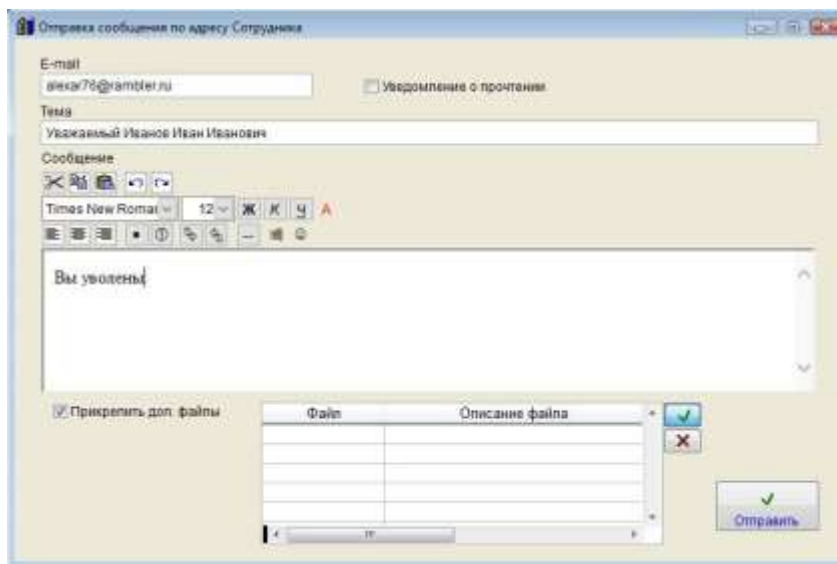 Отправка сообщения по адресу Сотрудника
E-mail
alexar76@rambler.ru
Уведомление о прочтении
Тема
Уважаемый Иванов Иван Иванович
Сообщение
Times New Roman 12 Ж К Ч А
Вы уволены
Прикрепить доп. файлы
Файл Описание файла
Отправить